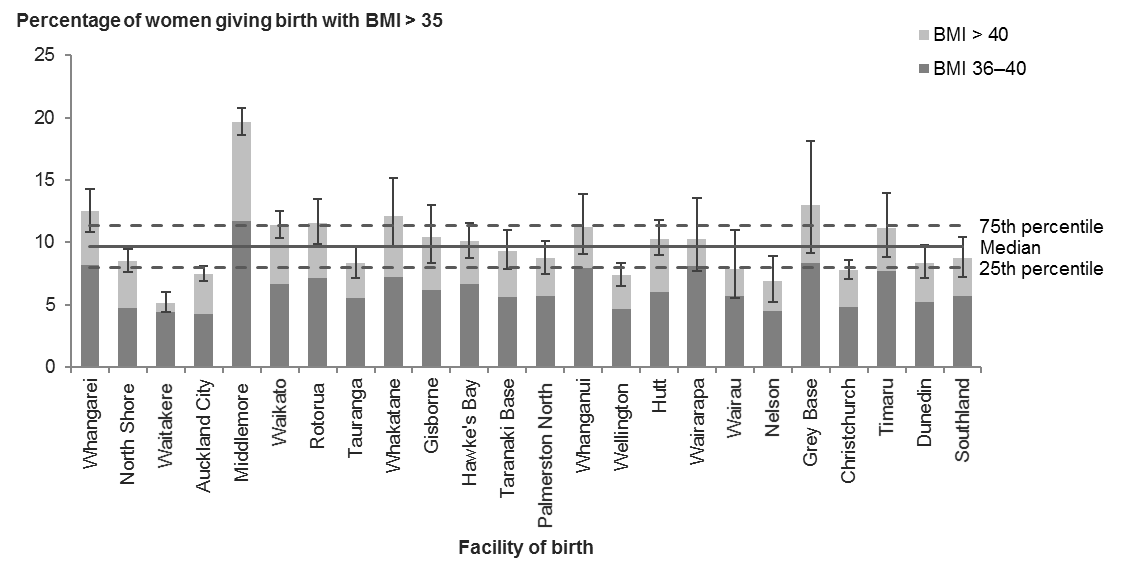 Percentage of women giving birth with BMI > 35
BMI > 40
BMI 36–40
25
20
15
10
5
0
75th percentile
Median
25th percentile
Whangarei
North Shore
Waitakere
Auckland City
Middlemore
Waikato
Rotorua
Tauranga
Whakatane
Gisborne
Hawke's Bay
Taranaki Base
Palmerston North
Whanganui
Wellington
Hutt
Wairarapa
Wairau
Nelson
Grey Base
Christchurch
Timaru
Dunedin
Southland
Facility of birth